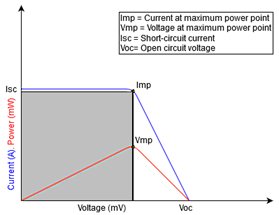 Imp = Current at maximum power point
Vmp = Voltage at maximum power point
Isc = Short-circuit current
Voc= Open circuit voltage
Isc
Imp
Vmp
Current (A). Power (mW)
Voltage (mV)
Voc